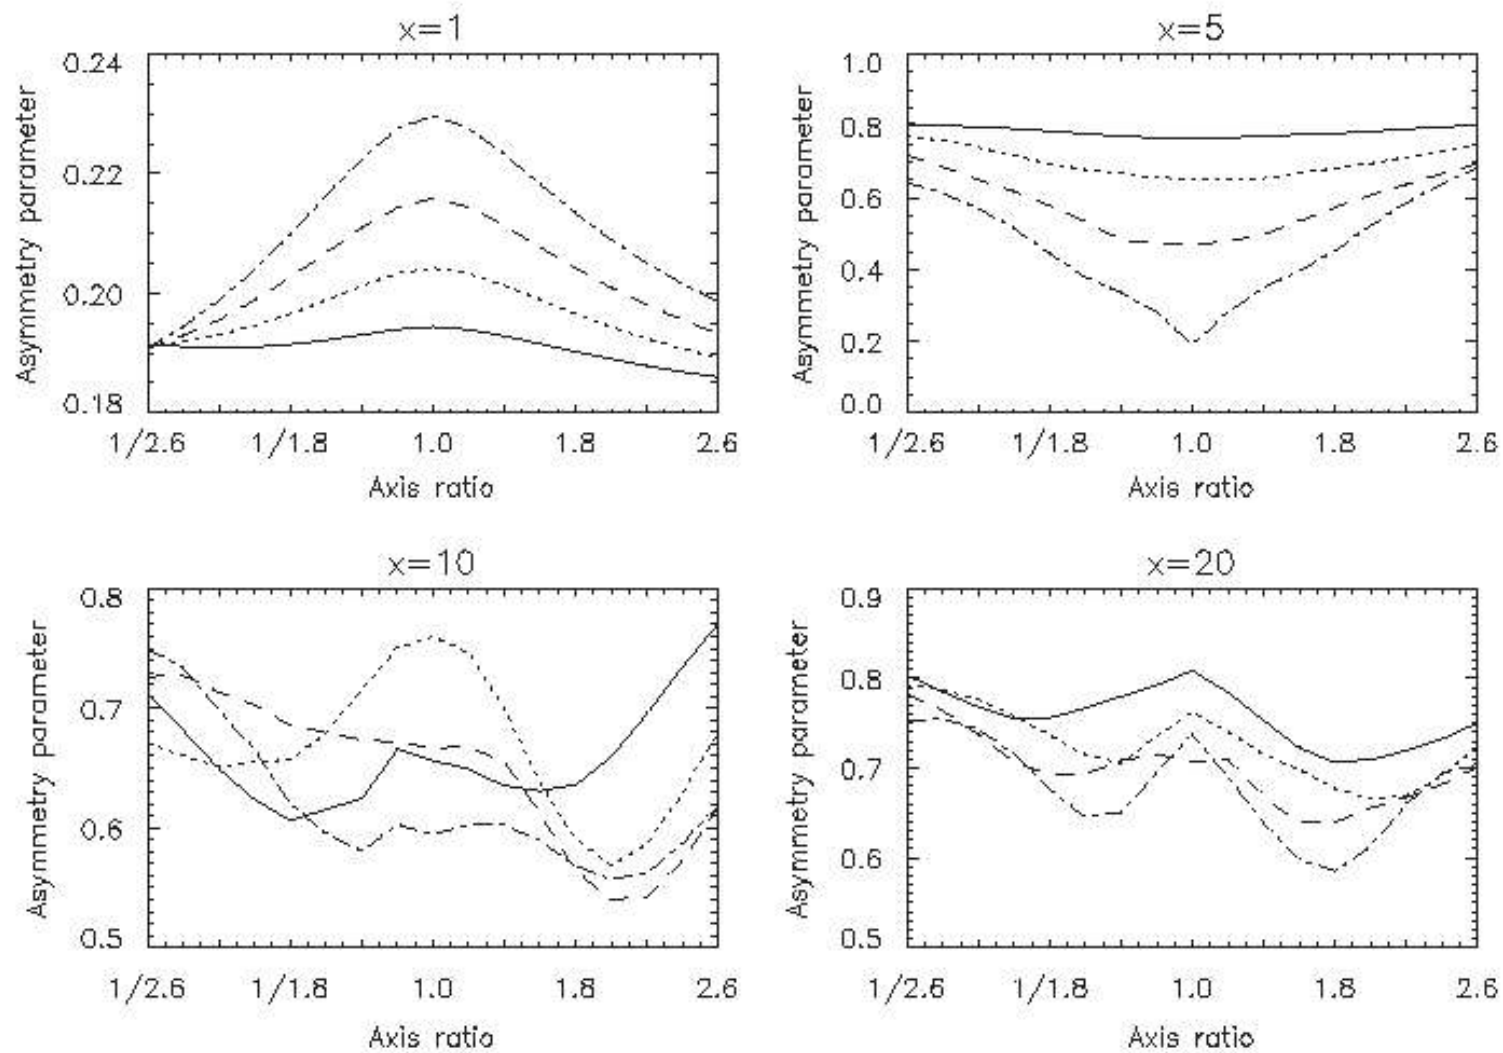 x=1
0.24
0.22
0.20
0.18
Asymmetry parameter
1/2.6 1/1.8 1.0 1.8 2.6
Axis ratio
x=5
1.0
0.8
0.6
0.4
0.2
0.0
Asymmetry parameter
1/2.6 1/1.8 1.0 1.8 2.6
Axis ratio
x=10
0.8
0.7
0.6
0.5
Asymmetry parameter
1/2.6 1/1.8 1.0 1.8 2.6
Axis ratio
x=20
0.9
0.8
0.7
0.6
0.5
Asymmetry parameter
1/2.6 1/1.8 1.0 1.8 2.6
Axis ratio